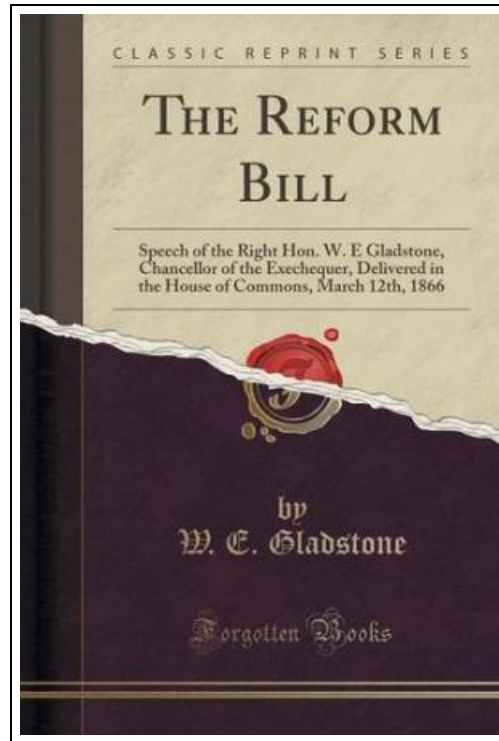 CLASSIC REPRINT SERIES
THE REFORM
BILL
Speech of the Right Hon. W. E Gladstone,
Chancellor of the Exechequer, Delivered in
the House of Commons, March 12th, 1866
by
W. E. Gladstone
Forgotten Books